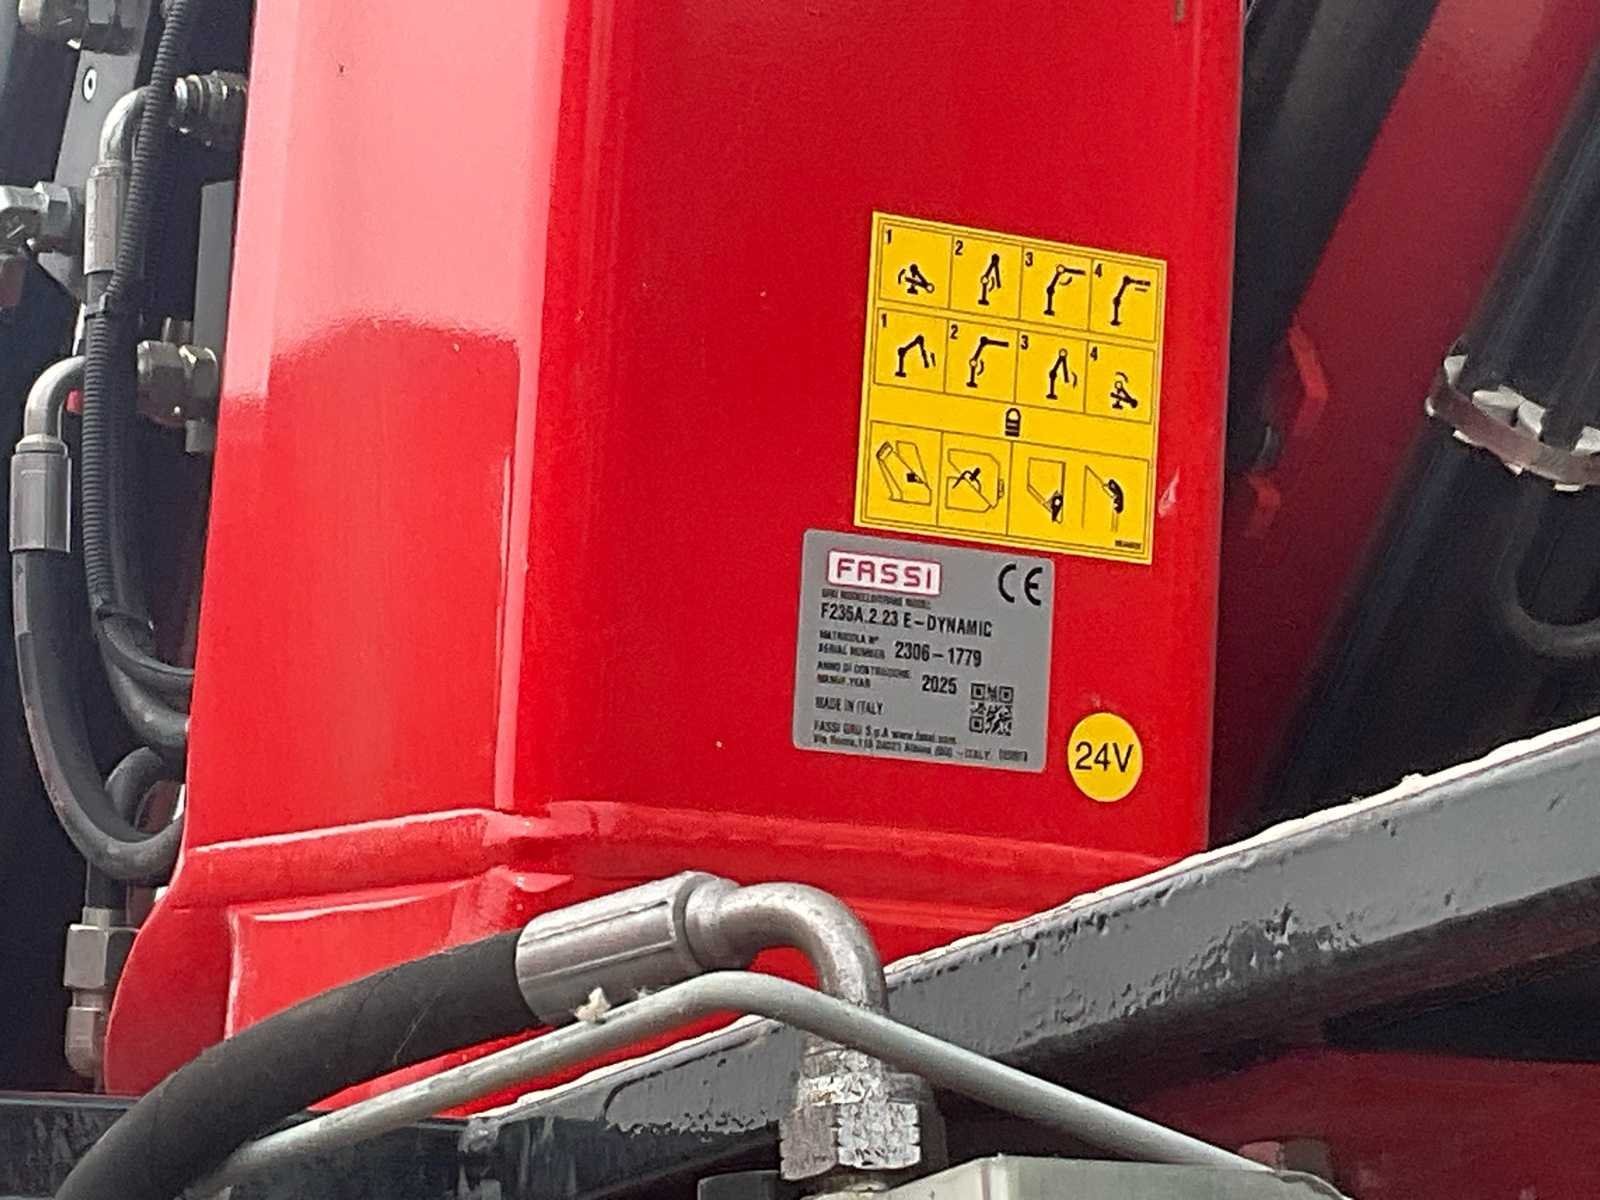 1 2 3 4
1 2 3 4
FASSI CE
F235A.2.23 E-DYNAMIC
MATRICOLA N°
SERIAL NUMBER 2306-1779
ANNO DI COSTRUZIONE
MANUF. YEAR 2025
MADE IN ITALY
FASSI GRU S.p.A www.fassi.com
24V